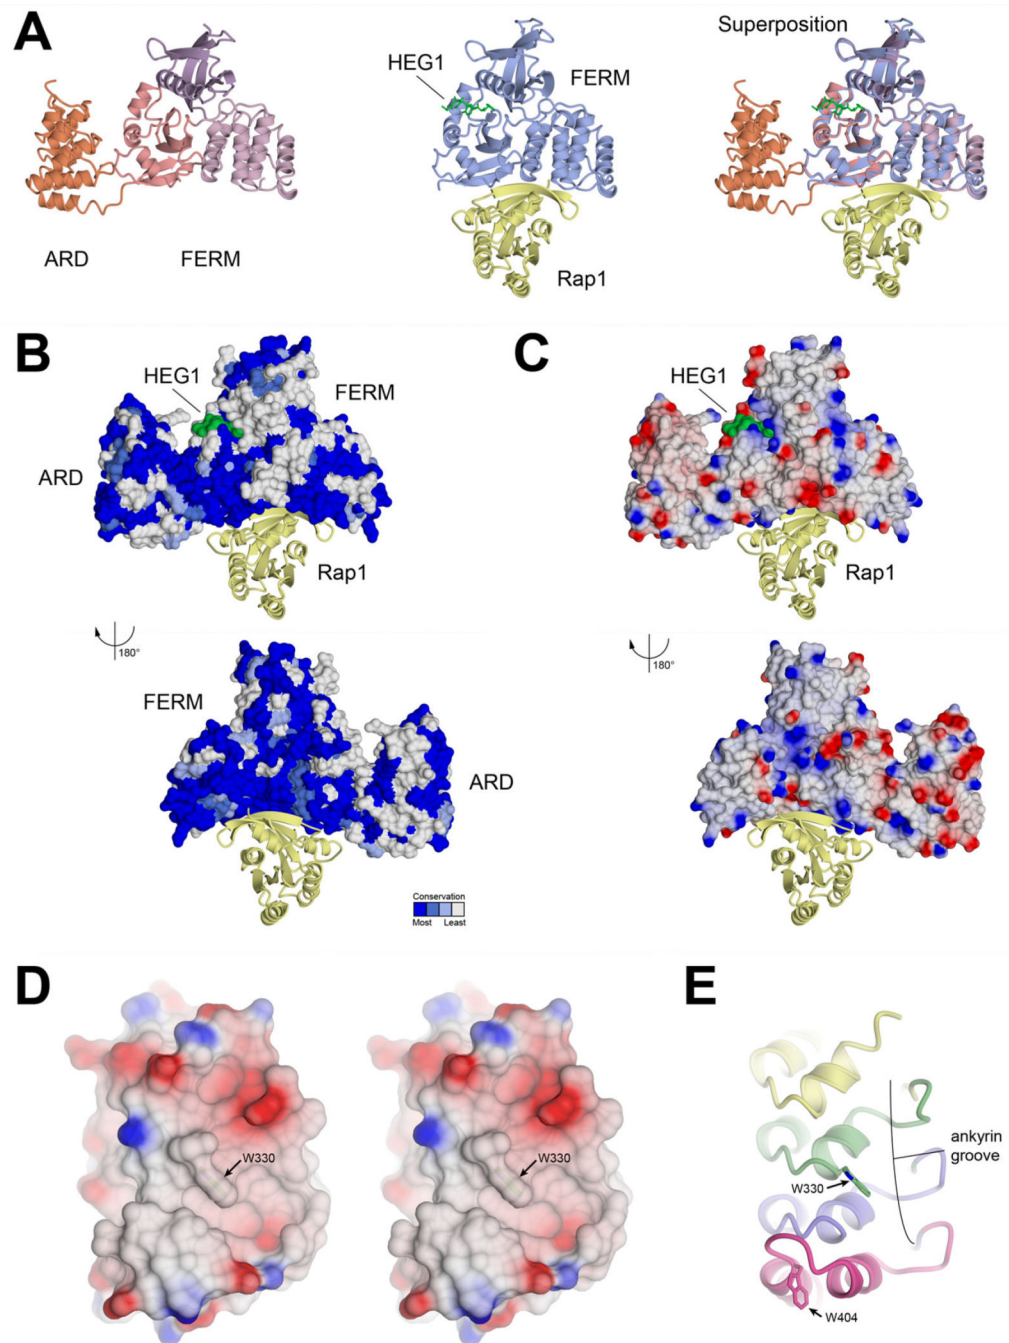 A
Superposition
HEG1
FERM
ARD
FERM
Rap1
B
HEG1
FERM
ARD
Rap1
180°
FERM
ARD
Conservation
Most Least
C
HEG1
Rap1
180°
D
W330
W330
E
ankyrin
groove
W330
W404